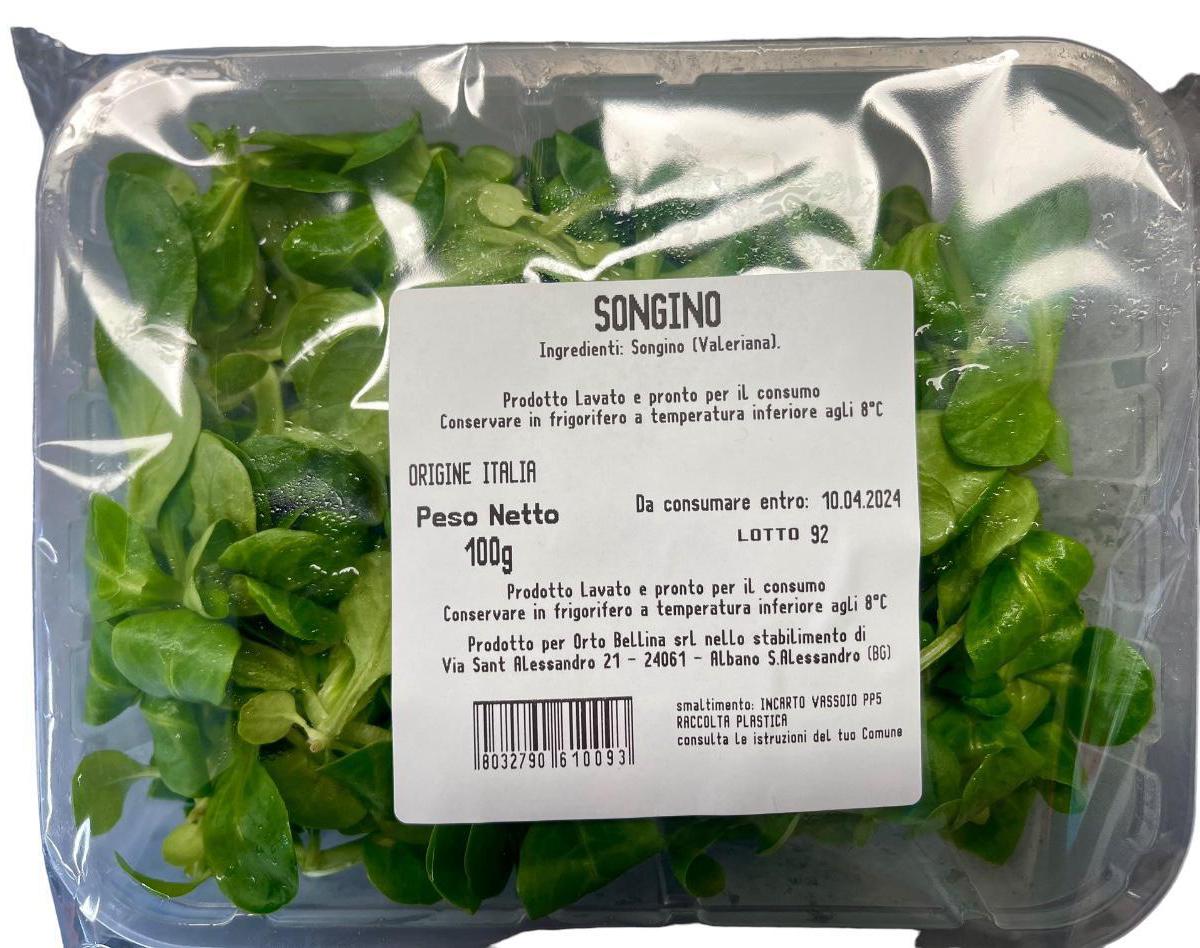 SONGINO
Ingredienti: Songino (Valeriana).
Prodotto Lavato e pronto per il consumo
Conservare in frigorifero a temperatura inferiore agli 8°C
ORIGINE ITALIA
Peso Netto
100g
Da consumare entro: 10.04.2024
LOTTO 92
Prodotto Lavato e pronto per il consumo
Conservare in frigorifero a temperatura inferiore agli 8°C
Prodotto per Orto Bellina srl nello stabilimento di
Via Sant Alessandro 21 - 24061 - Albano S.Alessandro (BG)
8032790 610093
smaltimento: INCARTO VASSOIO PP5
RACCOLTA PLASTICA
consulta le istruzioni del tuo Comune